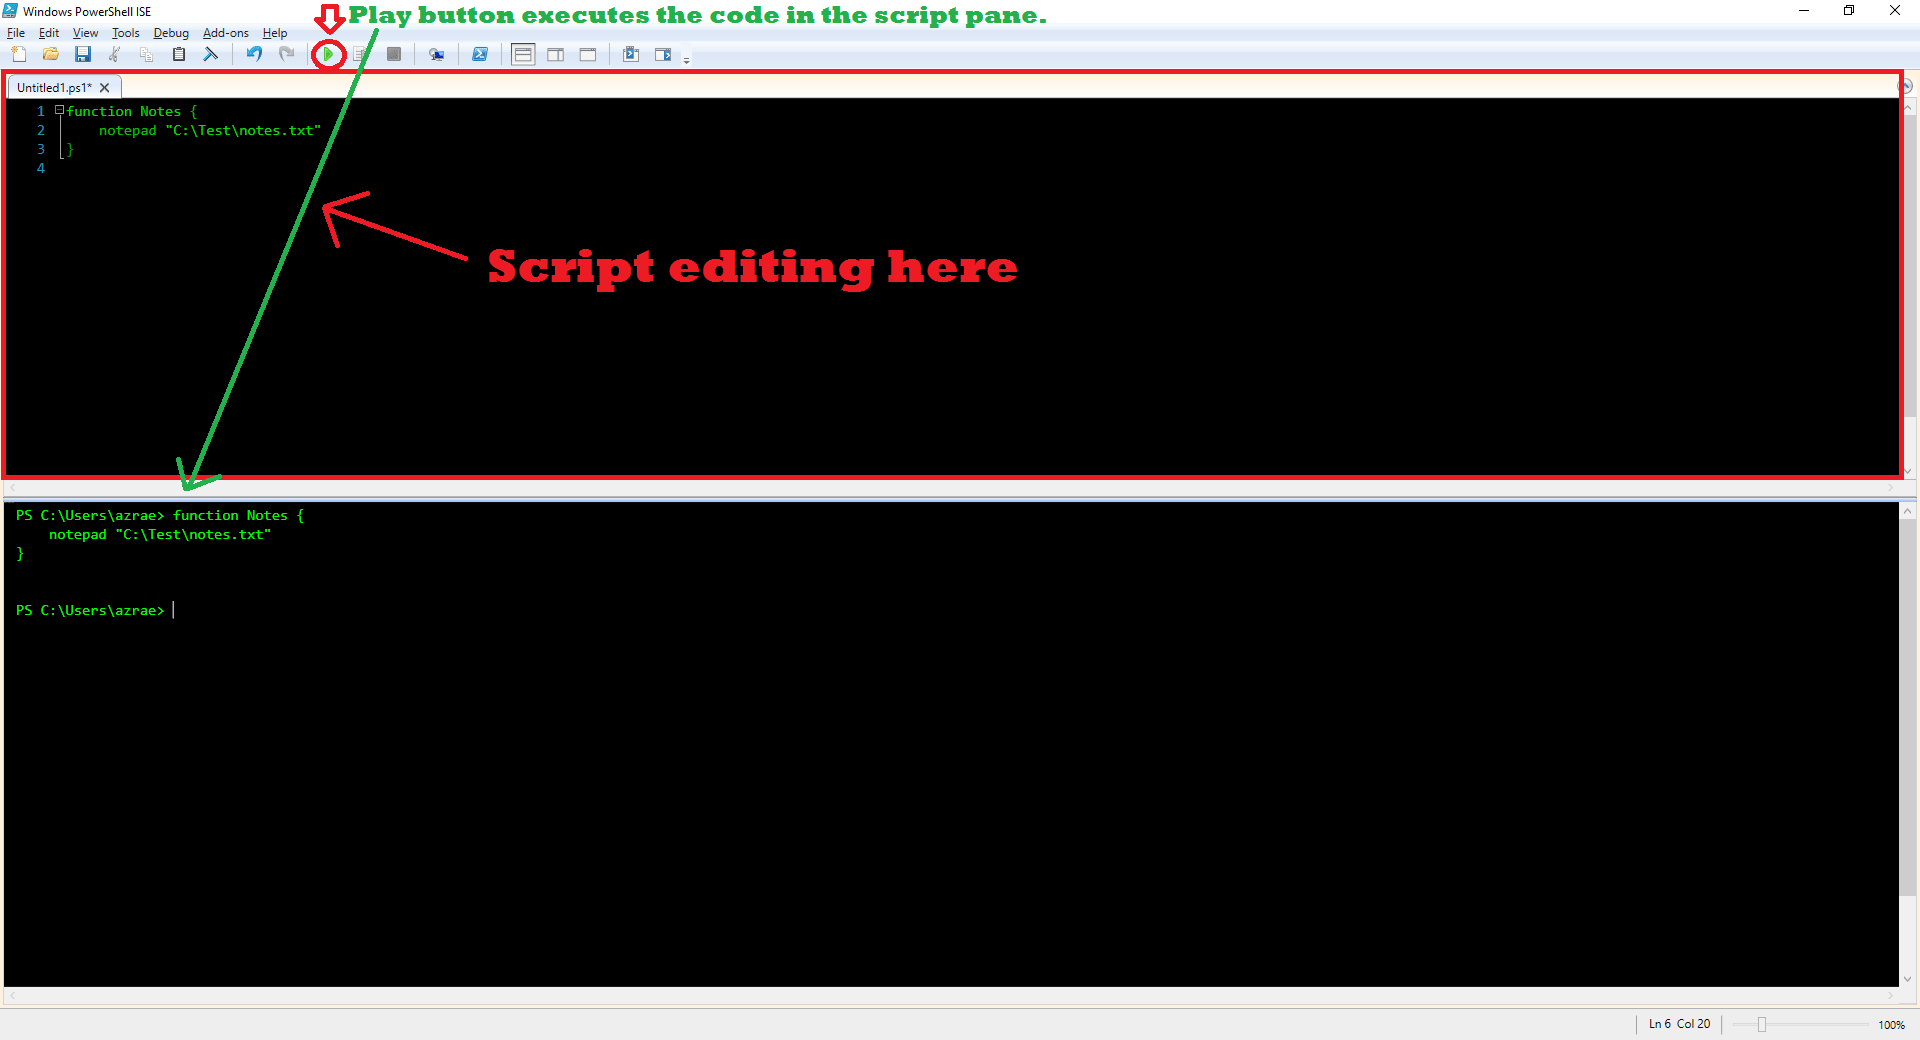 Windows PowerShell ISE
Play button executes the code in the script pane.
File Edit View Tools Debug Add-ons Help
Untitled1.ps1*
1 function Notes {
2 notepad "C:\Test\notes.txt"
3 }
4
Script editing here
PS C:\Users\azrae> function Notes {
notepad "C:\Test\notes.txt"
}
PS C:\Users\azrae>
Ln 6 Col 20 100%